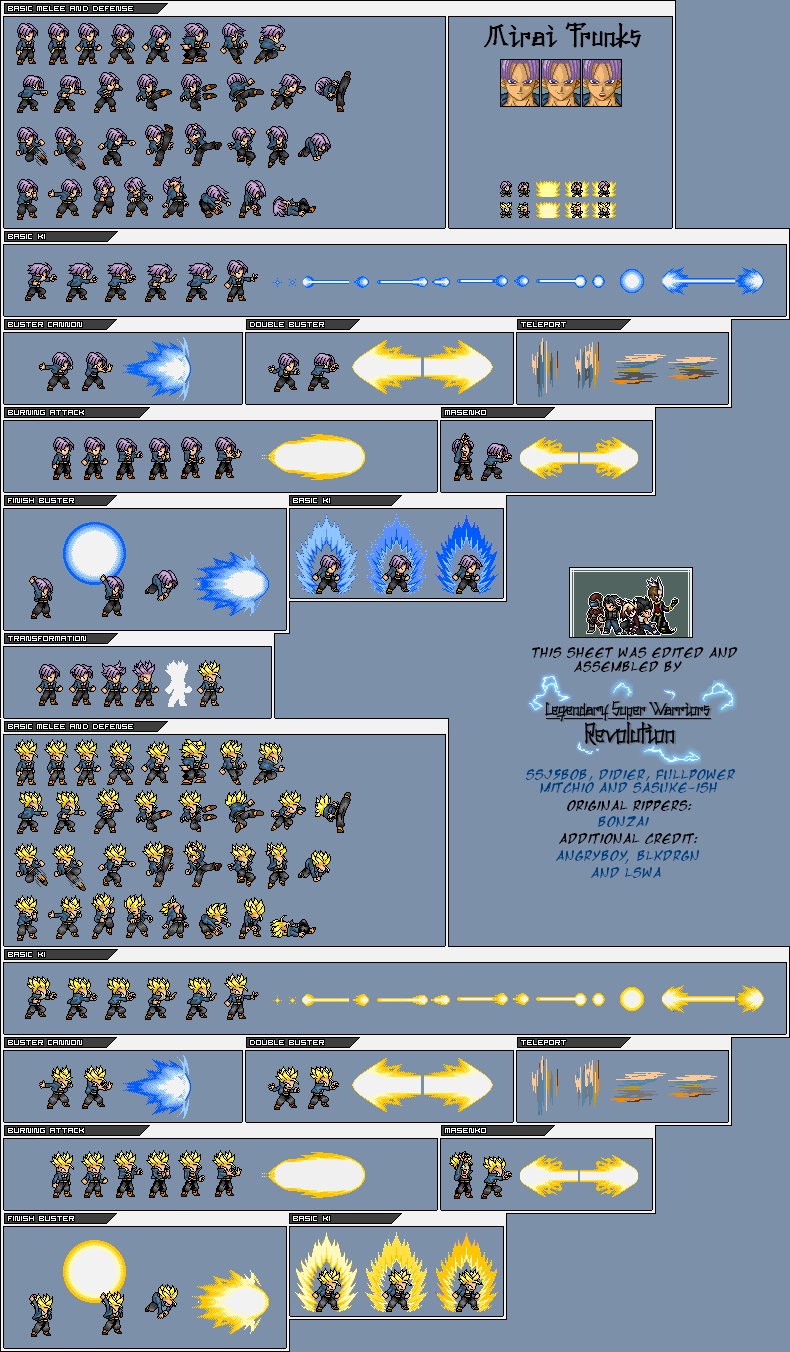 BASIC MELEE AND DEFENSE
Mirai Trunks
BASIC KI
BUSTER CANNON
DOUBLE BUSTER
TELEPORT
BURNING ATTACK
MASENKO
FINISH BUSTER
BASIC KI
TRANSFORMATION
THIS SHEET WAS EDITED AND
ASSEMBLED BY
Legendary Super Warriors
Revolution
SSJ5BOB, DIDIER, FULLPOWER
MITCHIO AND SASUKE-ISH
ORIGINAL RIPPERS:
BONZAI
ADDITIONAL CREDIT:
ANGRYBOY, BLKDRGN
AND LSWA
BASIC MELEE AND DEFENSE
BASIC KI
BUSTER CANNON
DOUBLE BUSTER
TELEPORT
BURNING ATTACK
MASENKO
FINISH BUSTER
BASIC KI